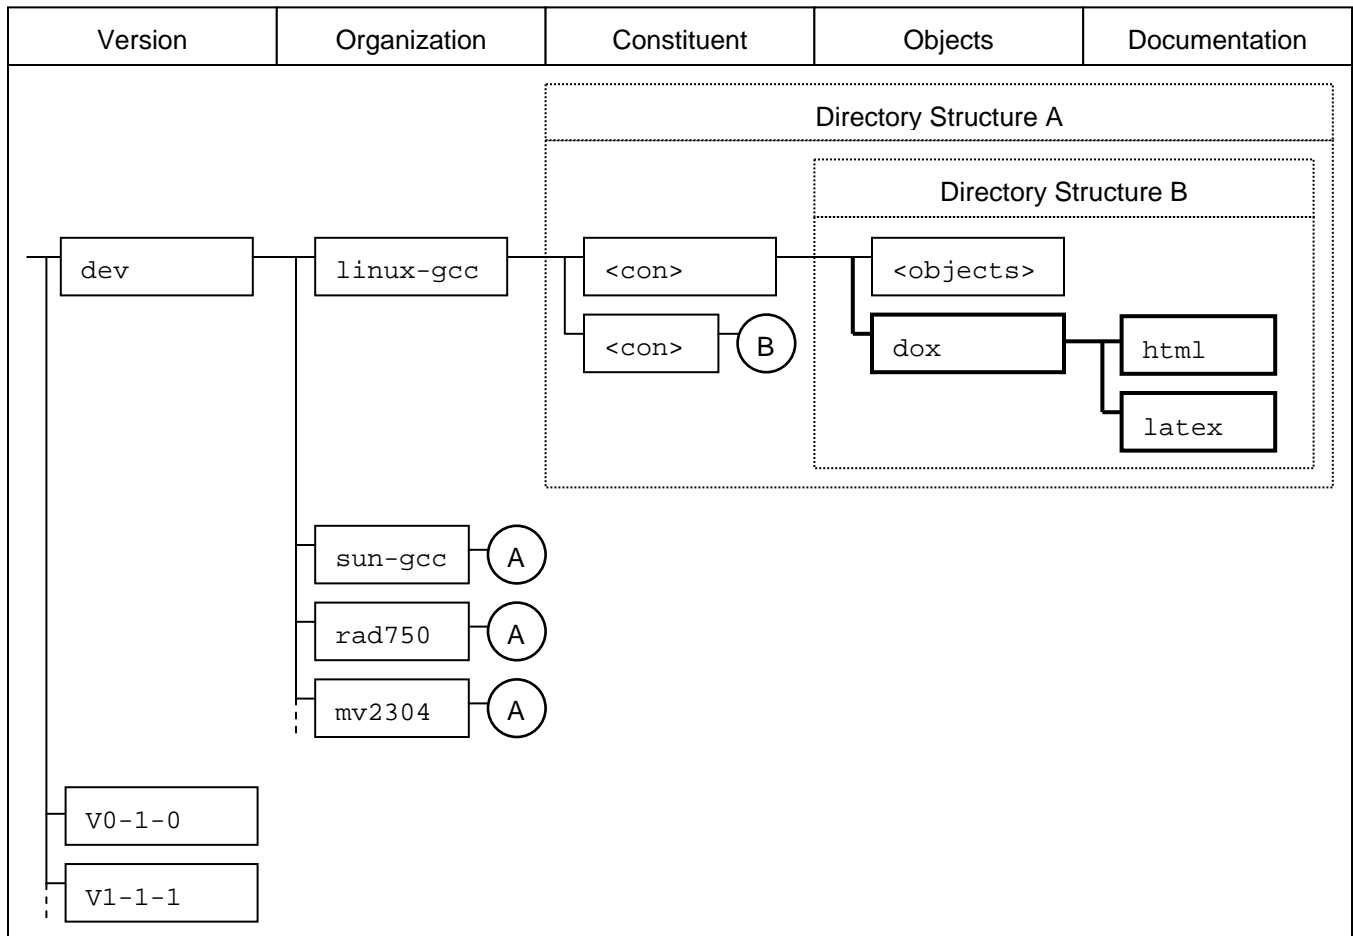 Version Organization Constituent Objects Documentation
Directory Structure A
Directory Structure B
dev linux-gcc <con> <objects>
<con> B dox html
latex
sun-gcc A
rad750 A
mv2304 A
V0-1-0
V1-1-1